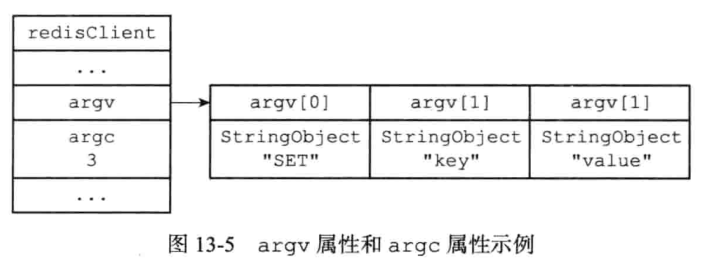 redisClient
...
argv
argv[0] argv[1] argv[1]
argc
3
StringObject StringObject StringObject
"SET" "key" "value"
...
图 13-5 argv 属性和 argc 属性示例